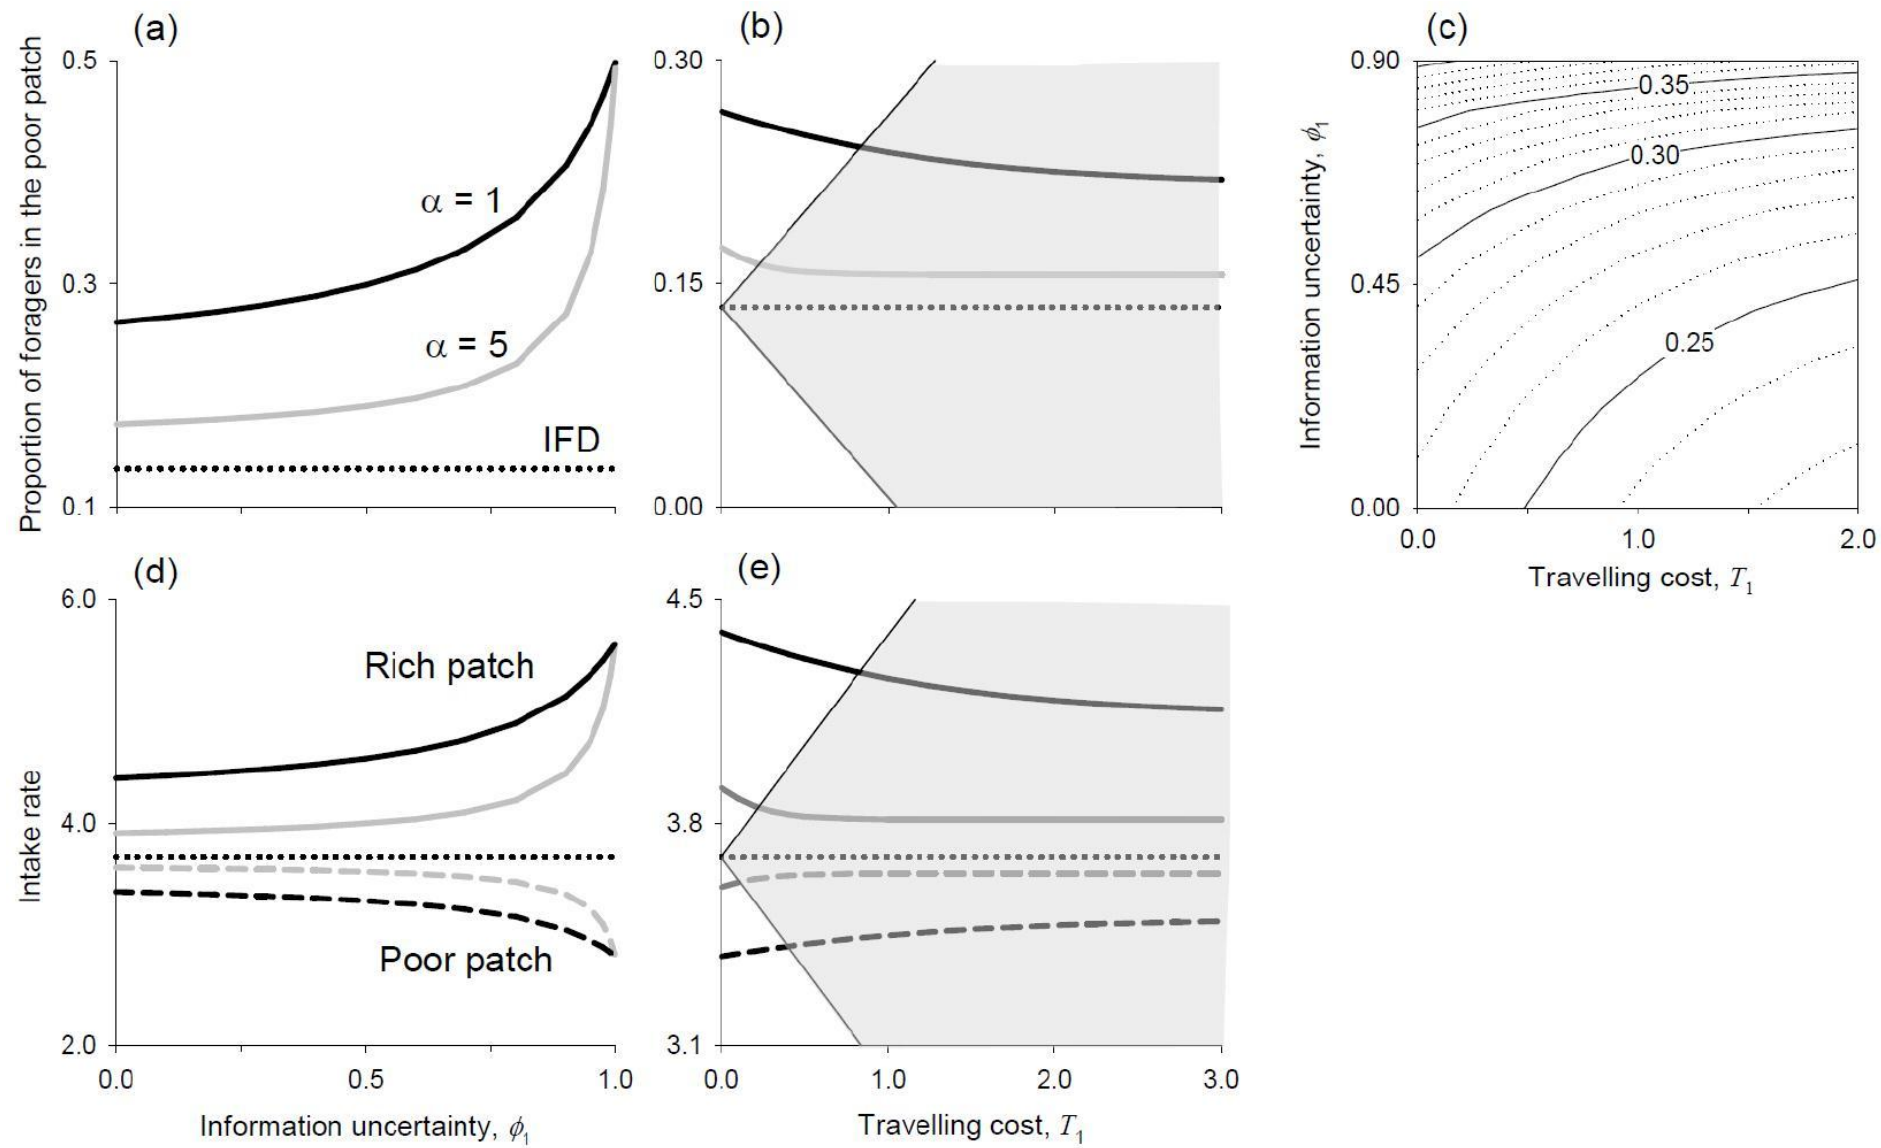 (a)
(b)
(c)
Proportion of foragers in the poor patch
0.5
0.3
0.1
α = 1
α = 5
IFD
0.30
0.15
0.00
Information uncertainty, ϕ₁
0.90
0.45
0.00
0.35
0.30
0.25
0.0 1.0 2.0
Travelling cost, T₁
(d)
(e)
Intake rate
6.0
4.0
2.0
Rich patch
Poor patch
0.0 0.5 1.0
Information uncertainty, ϕ₁
4.5
3.8
3.1
0.0 1.0 2.0 3.0
Travelling cost, T₁